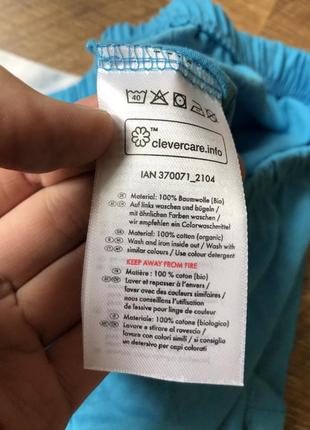 40
™
clevercare.info
IAN 370071_2104
Material: 100% Baumwolle (Bio)
Auf links waschen und bügeln /
mit ähnlichen Farben waschen /
wir empfehlen ein Colorwaschmittel
Material: 100% cotton (organic)
Wash and iron inside out / Wash with
similar colours / Use colour detergent
KEEP AWAY FROM FIRE
Matière : 100% coton (bio)
Laver et repasser à l'envers /
laver avec des couleurs similaires /
nous conseillons l'utilisation de
lessive pour linge de couleur
Materiale: 100% cotone (biologico)
Lavare e stirare al rovescio /
lavare con colori simili / si consiglia
un detersivo per capi colorati